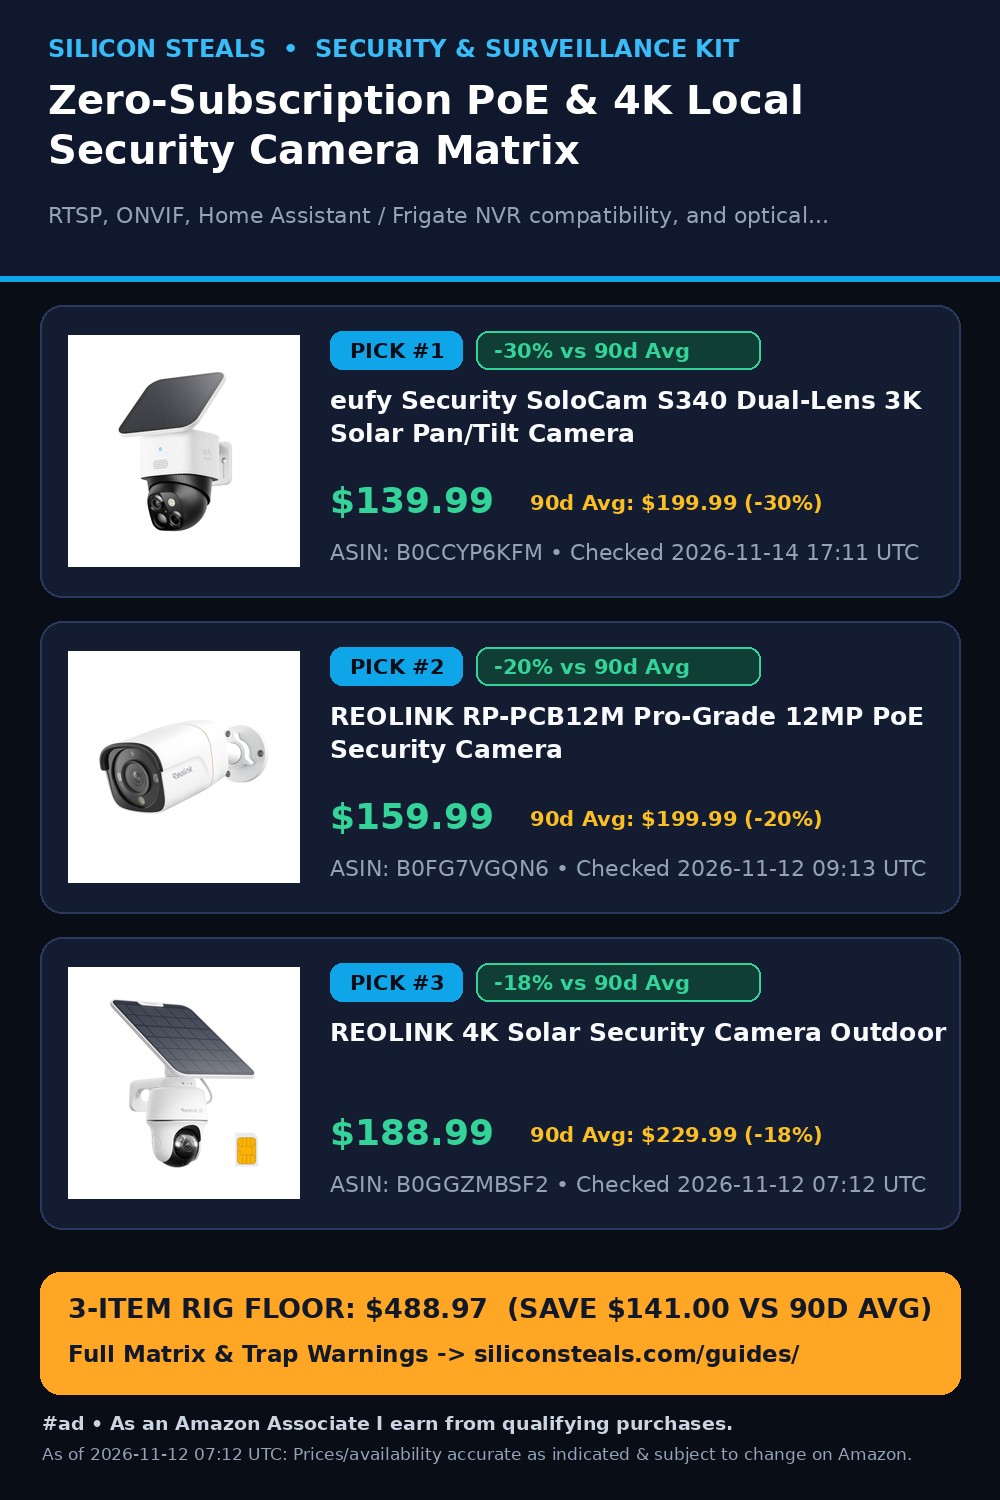 SILICON STEALS • SECURITY & SURVEILLANCE KIT
Zero-Subscription PoE & 4K Local
Security Camera Matrix
RTSP, ONVIF, Home Assistant / Frigate NVR compatibility, and optical...
PICK #1
-30% vs 90d Avg
eufy Security SoloCam S340 Dual-Lens 3K
Solar Pan/Tilt Camera
$139.99
90d Avg: $199.99 (-30%)
ASIN: B0CCYP6KFM • Checked 2026-11-14 17:11 UTC
Reolink
PICK #2
-20% vs 90d Avg
REOLINK RP-PCB12M Pro-Grade 12MP PoE
Security Camera
$159.99
90d Avg: $199.99 (-20%)
ASIN: B0FG7VGQN6 • Checked 2026-11-12 09:13 UTC
Reolink
PICK #3
-18% vs 90d Avg
REOLINK 4K Solar Security Camera Outdoor
$188.99
90d Avg: $229.99 (-18%)
ASIN: B0GGZMBSF2 • Checked 2026-11-12 07:12 UTC
3-ITEM RIG FLOOR: $488.97 (SAVE $141.00 VS 90D AVG)
Full Matrix & Trap Warnings -> siliconsteals.com/guides/
#ad • As an Amazon Associate I earn from qualifying purchases.
As of 2026-11-12 07:12 UTC: Prices/availability accurate as indicated & subject to change on Amazon.